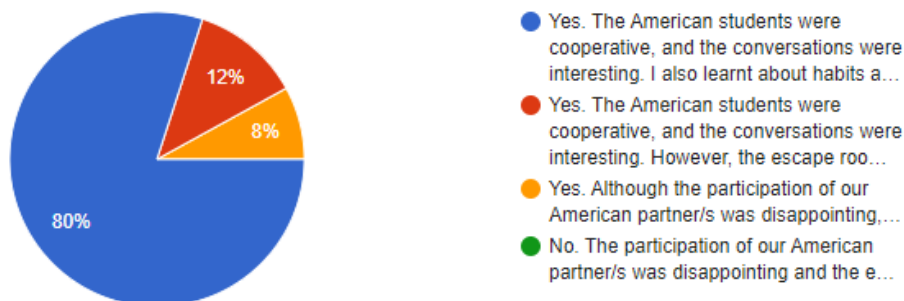 80%
12%
8%
Yes. The American students were
cooperative, and the conversations were
interesting. I also learnt about habits a...
Yes. The American students were
cooperative, and the conversations were
interesting. However, the escape roo...
Yes. Although the participation of our
American partner/s was disappointing,...
No. The participation of our American
partner/s was disappointing and the e...